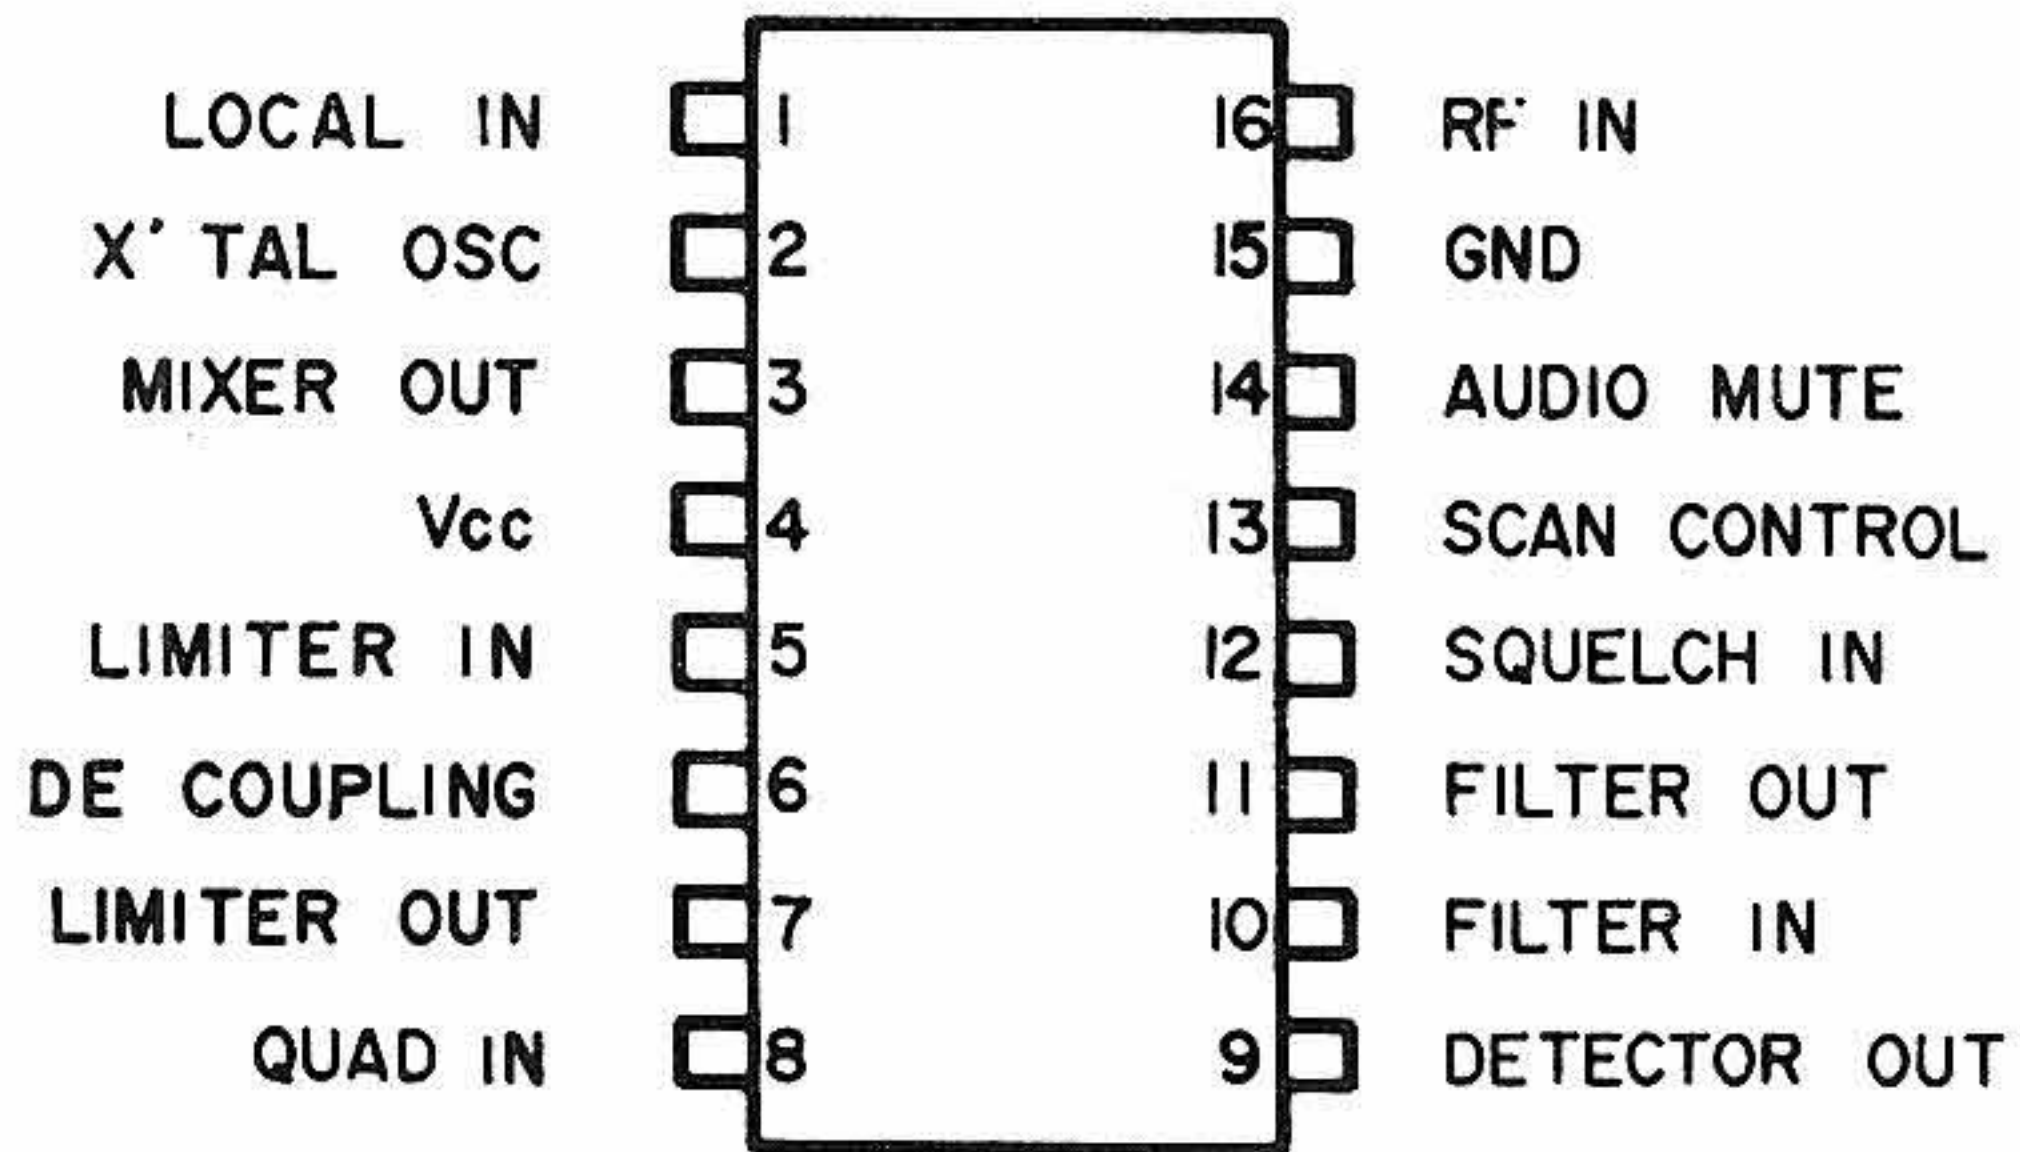 LOCAL IN 1 16 RF IN
X'TAL OSC 2 15 GND
MIXER OUT 3 14 AUDIO MUTE
Vcc 4 13 SCAN CONTROL
LIMITER IN 5 12 SQUELCH IN
DE COUPLING 6 11 FILTER OUT
LIMITER OUT 7 10 FILTER IN
QUAD IN 8 9 DETECTOR OUT